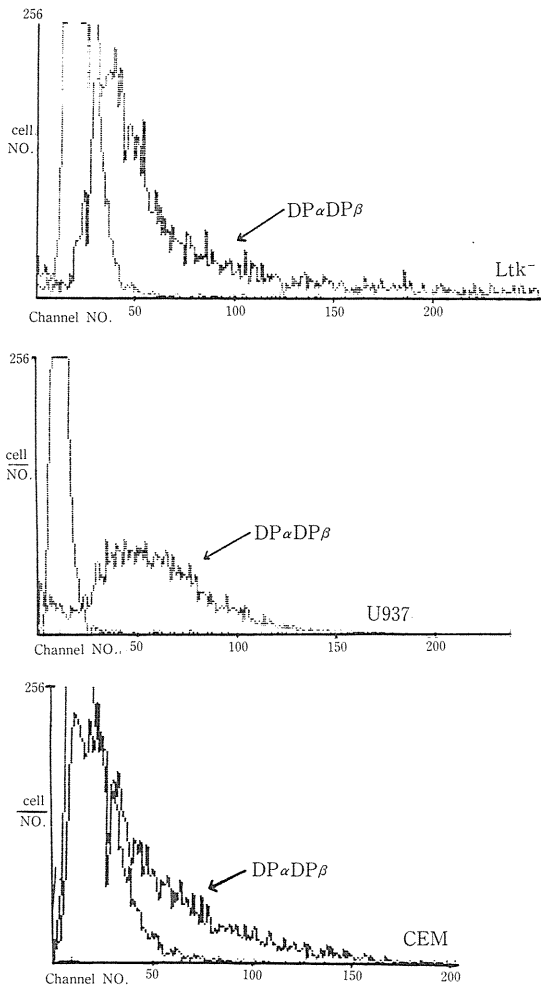 256
cell
NO.
DPαDPβ
Ltk⁻
Channel NO. 50 100 150 200
256
cell
NO.
DPαDPβ
U937
Channel NO. 50 100 150 200
256
cell
NO.
DPαDPβ
CEM
Channel NO. 50 100 150 200